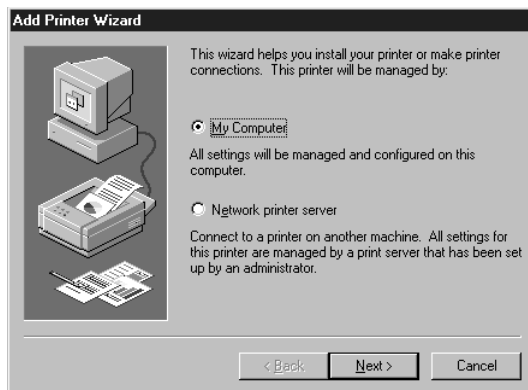 Add Printer Wizard
This wizard helps you install your printer or make printer
connections. This printer will be managed by:
My Computer
All settings will be managed and configured on this
computer.
Network printer server
Connect to a printer on another machine. All settings for
this printer are managed by a print server that has been set
up by an administrator.
< Back
Next >
Cancel